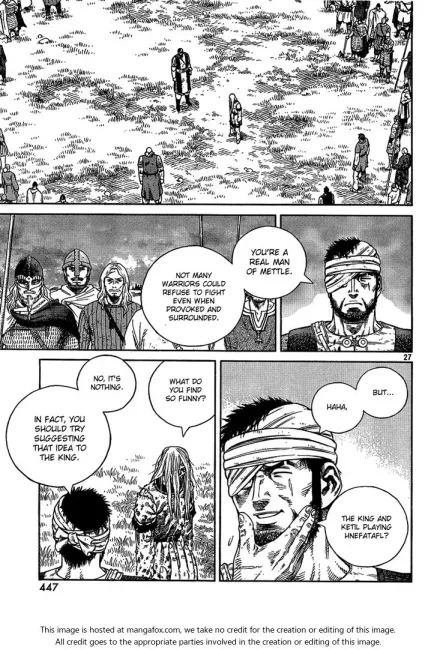 YOU'RE A
REAL MAN
OF METTLE.
NOT MANY
WARRIORS COULD
REFUSE TO FIGHT
EVEN WHEN
PROVOKED AND
SURROUNDED.
27
BUT...
HAHA,
THE KING AND
KETIL PLAYING
HNEFATAFL?
WHAT DO
YOU FIND
SO FUNNY?
NO, IT'S
NOTHING.
IN FACT, YOU
SHOULD TRY
SUGGESTING
THAT IDEA TO
THE KING.
447
This image is hosted at mangafox.com, we take no credit for the creation or editing of this image.
All credit goes to the appropriate parties involved in the creation or editing of this image.